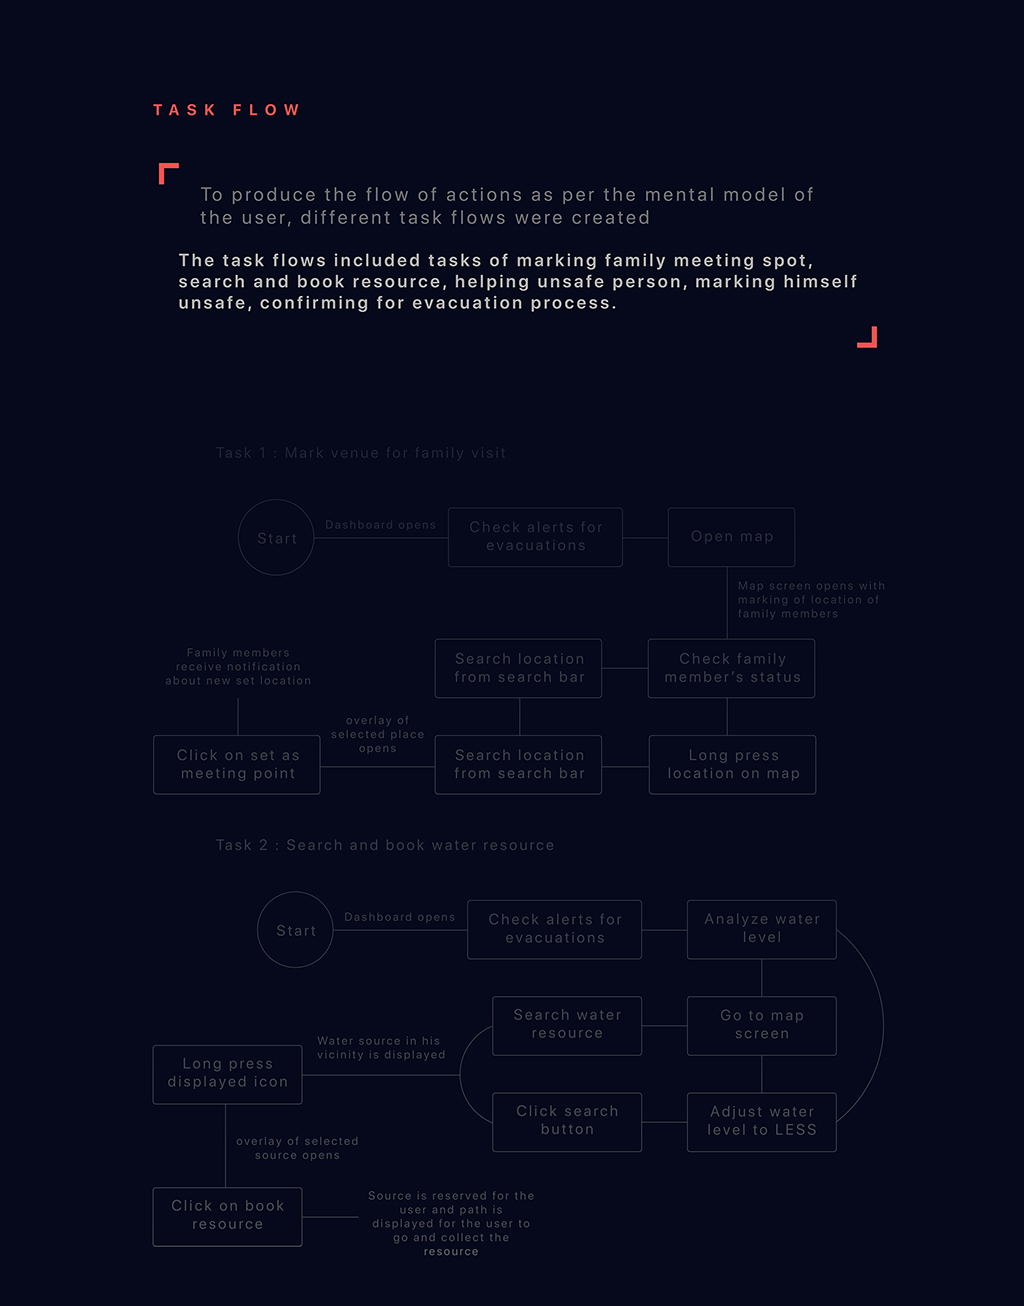 TASK FLOW
To produce the flow of actions as per the mental model of
the user, different task flows were created
The task flows included tasks of marking family meeting spot,
search and book resource, helping unsafe person, marking himself
unsafe, confirming for evacuation process.
Task 1 : Mark venue for family visit
Start
Dashboard opens
Check alerts for
evacuations
Open map
Map screen opens with
marking of location of
family members
Check family
member's status
Search location
from search bar
Long press
location on map
Search location
from search bar
overlay of
selected place
opens
Click on set as
meeting point
Family members
receive notification
about new set location
Task 2 : Search and book water resource
Start
Dashboard opens
Check alerts for
evacuations
Analyze water
level
Go to map
screen
Search water
resource
Adjust water
level to LESS
Click search
button
Water source in his
vicinity is displayed
Long press
displayed icon
overlay of selected
source opens
Click on book
resource
Source is reserved for the
user and path is
displayed for the user to
go and collect the
resource